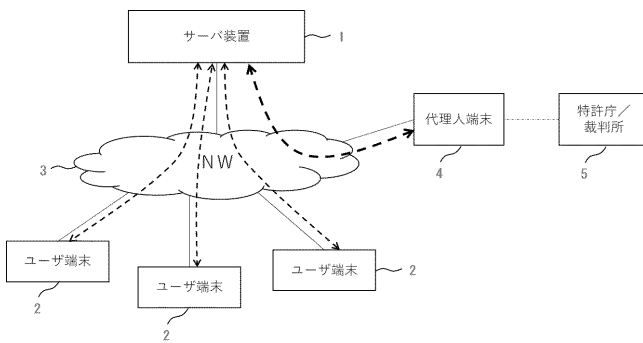 サーバ装置
1
代理人端末
特許庁／
裁判所
3
NW
4
5
ユーザ端末
2
ユーザ端末
2
ユーザ端末
2